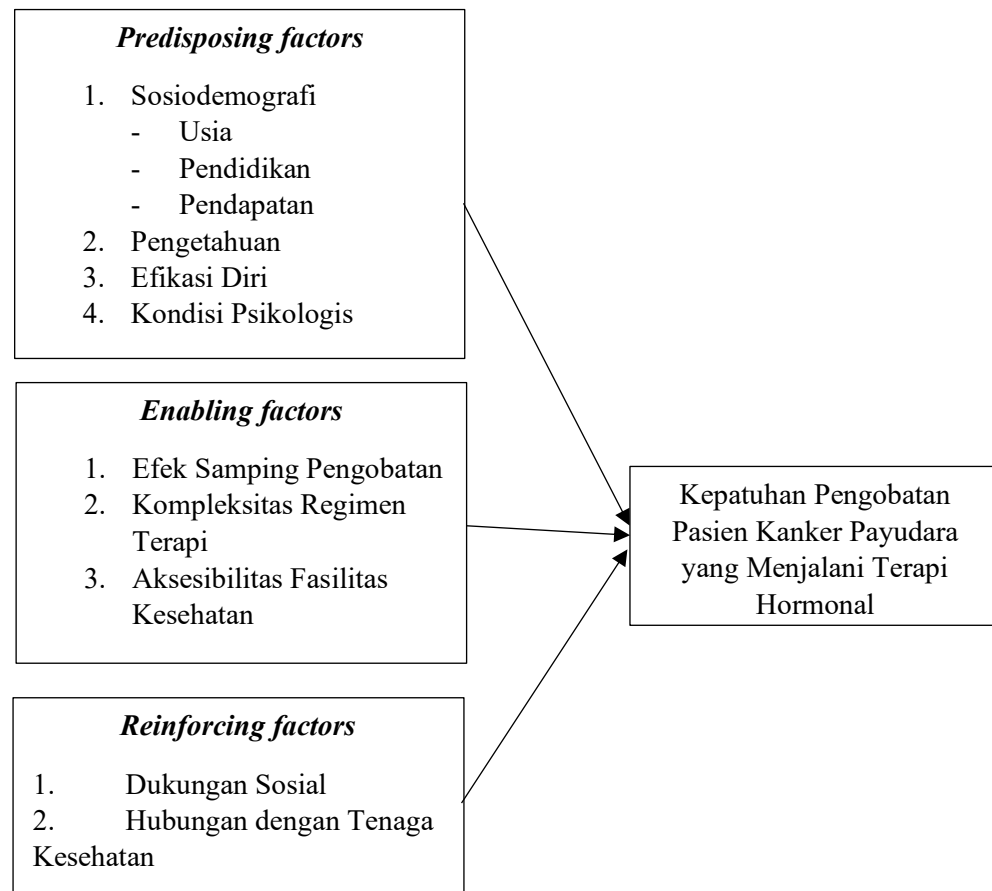 Predisposing factors
1. Sosiodemografi
- Usia
- Pendidikan
- Pendapatan
2. Pengetahuan
3. Efikasi Diri
4. Kondisi Psikologis
Enabling factors
1. Efek Samping Pengobatan
2. Kompleksitas Regimen
Terapi
3. Aksesibilitas Fasilitas
Kesehatan
Reinforcing factors
1. Dukungan Sosial
2. Hubungan dengan Tenaga
Kesehatan
Kepatuhan Pengobatan
Pasien Kanker Payudara
yang Menjalani Terapi
Hormonal